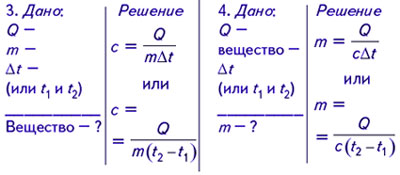 3. Дано:
Q –
m –
Δt –
(или t₁ и t₂)
Вещество – ?
Решение
c = Q / mΔt
или
c =
= Q / m(t₂ – t₁)
4. Дано:
Q –
вещество –
Δt
(или t₁ и t₂)
m – ?
Решение
m = Q / cΔt
или
m =
= Q / c(t₂ – t₁)